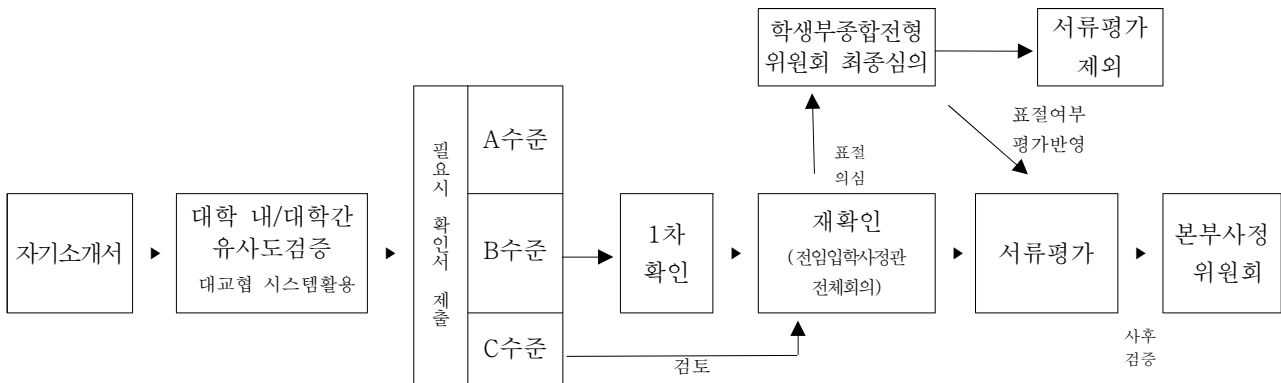 자기소개서
대학 내/대학간
유사도검증
대교협 시스템활용
필요시 확인서 제출
A수준
B수준
C수준
1차
확인
검토
재확인
(전임입학사정관
전체회의)
표절
의심
학생부종합전형
위원회 최종심의
서류평가
제외
표절여부
평가반영
서류평가
사후
검증
본부사정
위원회